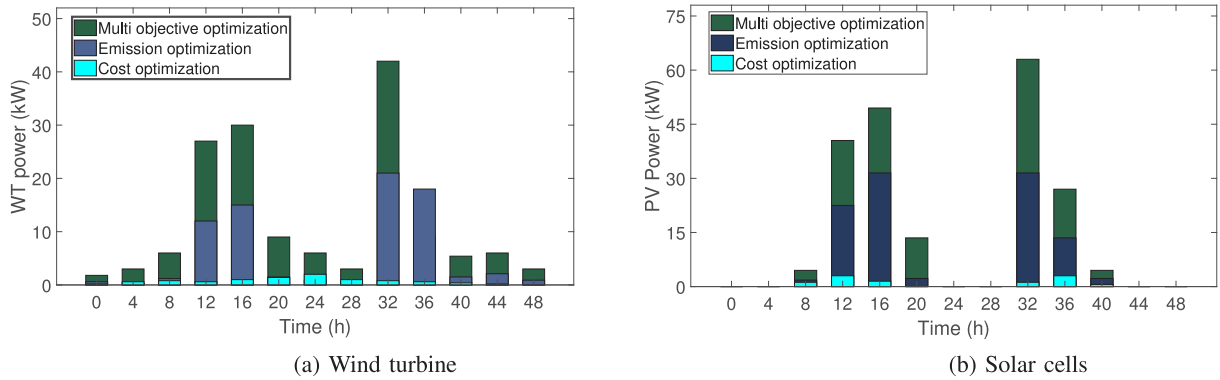 50
40
30
20
10
0
WT power (kW)
Multi objective optimization
Emission optimization
Cost optimization
0 4 8 12 16 20 24 28 32 36 40 44 48
Time (h)
(a) Wind turbine
75
60
45
30
15
0
PV Power (kW)
Multi objective optimization
Emission optimization
Cost optimization
0 4 8 12 16 20 24 28 32 36 40 44 48
Time (h)
(b) Solar cells